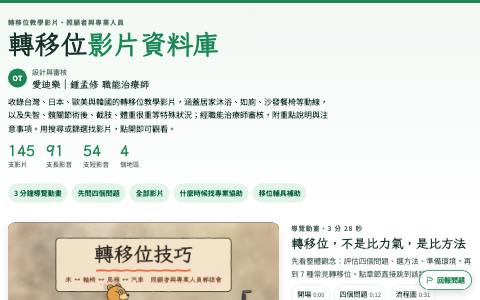 轉移位教學影片・照顧者與專業人員
轉移位影片資料庫
OT
設計與審核
愛迪樂｜鍾孟修 職能治療師
收錄台灣、日本、歐美與韓國的轉移位教學影片，涵蓋居家沐浴、如廁、沙發餐椅等動線，
以及失智、髖關節術後、截肢、體重很重等特殊狀況；經職能治療師審核，附重點說明與注
意事項。用搜尋或篩選找影片，點開即可觀看。
145 91 54 4
支影片 支長影音 支短影音 個地區
3 分鐘導覽動畫 先問四個問題 全部影片 什麼時候找專業協助 移位輔具補助
導覽動畫・3 分 28 秒
轉移位，不是比力氣，是比方法
先看整體觀念：評估四個問題、選方法、準備環境，再
到 7 種常見轉移位。點章節直接跳到該
開場 0:00 四個問題 0:12 流程圖 0:31
回報問題
轉移位技巧
床 ↔ 輪椅 ↔ 馬桶 ↔ 汽車 照顧者與專業人員都該會